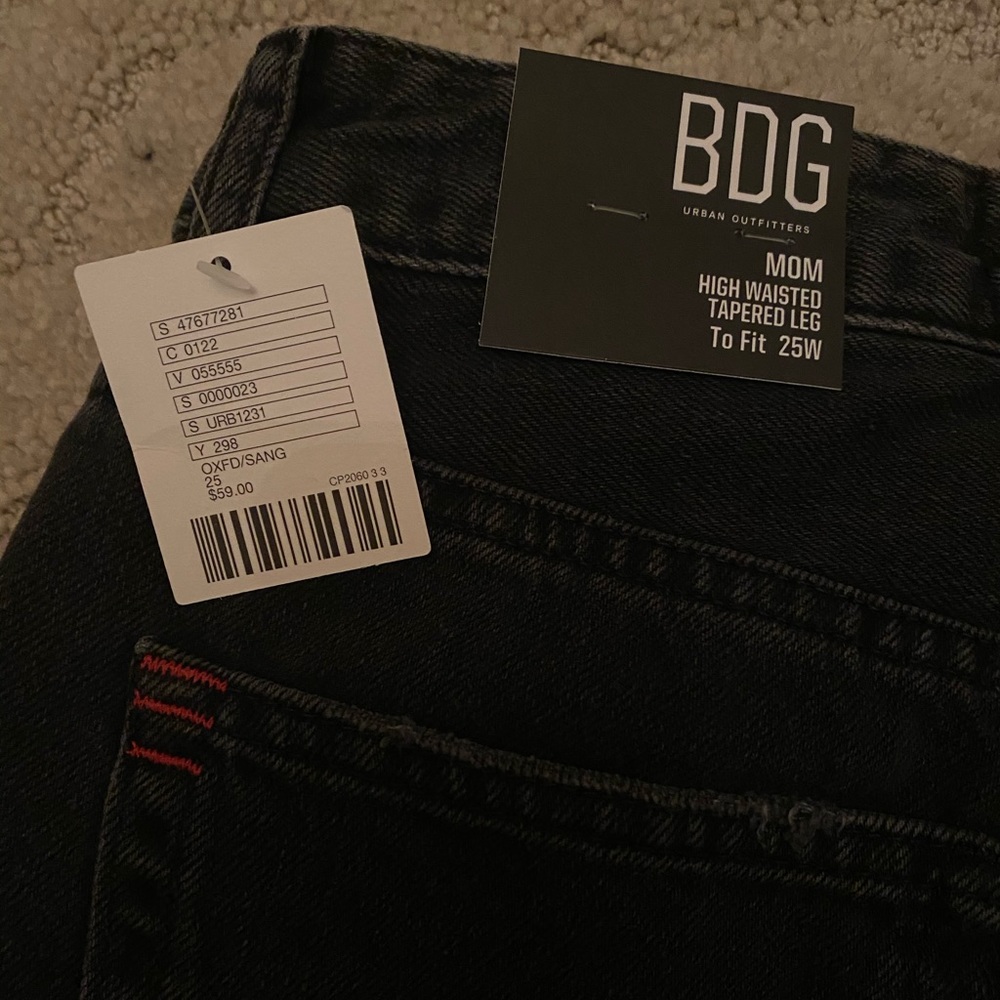 BDG
URBAN OUTFITTERS
MOM
HIGH WAISTED
TAPERED LEG
To Fit 25W
S 47677281
C 0122
V 055555
S 0000023
S URB1231
Y 298
OXFD/SANG
25
$59.00
CP2060 3 3